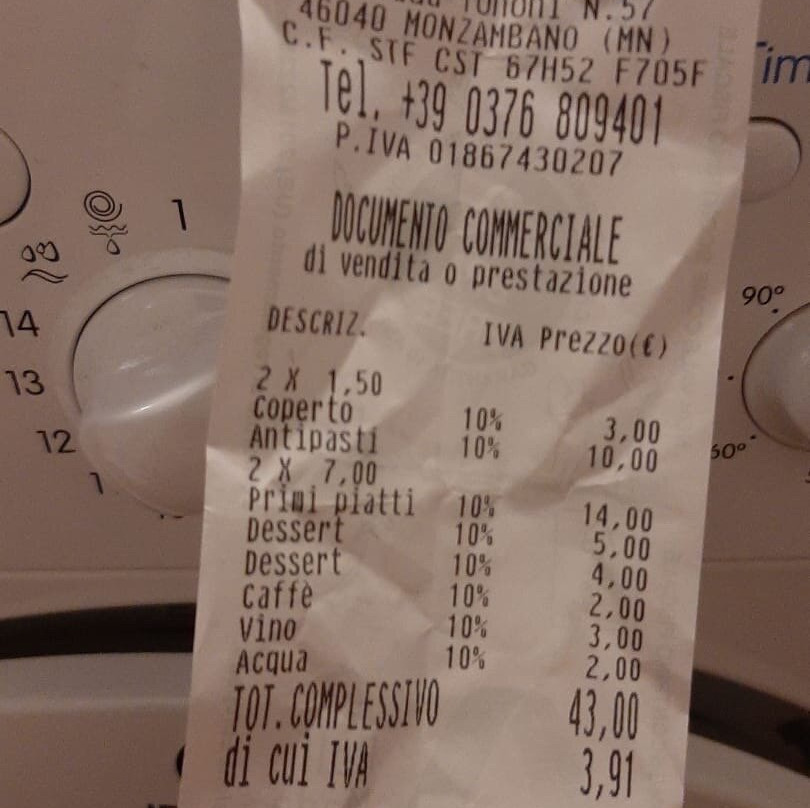 N.57
46040 MONZAMBANO (MN)
C.F. STF CST 67H52 F705F
Tel. +39 0376 809401
P.IVA 01867430207
DOCUMENTO COMMERCIALE
di vendita o prestazione
DESCRIZ. IVA Prezzo(€)
2 X 1,50
Coperto 10% 3,00
Antipasti 10% 10,00
2 X 7,00
Primi piatti 10% 14,00
Dessert 10% 5,00
Dessert 10% 4,00
Caffè 10% 2,00
Vino 10% 3,00
Acqua 10% 2,00
TOT.COMPLESSIVO 43,00
di cui IVA 3,91
1
14
13
12
90°